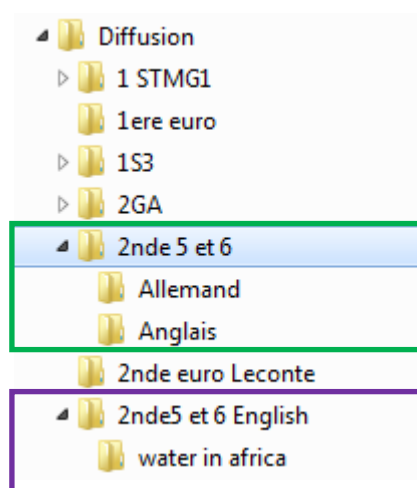 Diffusion
1 STMG1
1ere euro
1S3
2GA
2nde 5 et 6
Allemand
Anglais
2nde euro Leconte
2nde5 et 6 English
water in africa